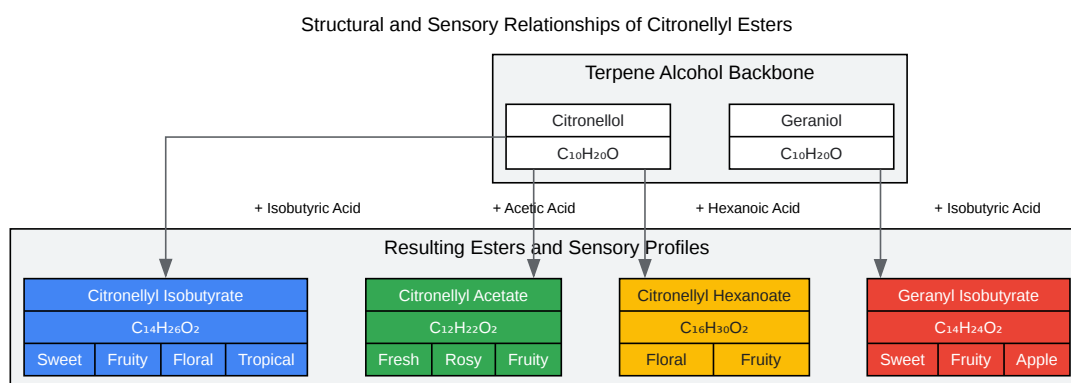 Structural and Sensory Relationships of Citronellyl Esters
Terpene Alcohol Backbone
Citronellol
C₁₀H₂₀O
Geraniol
C₁₀H₂₀O
+ Isobutyric Acid
+ Acetic Acid
+ Hexanoic Acid
+ Isobutyric Acid
Resulting Esters and Sensory Profiles
Citronellyl Isobutyrate
C₁₄H₂₆O₂
Sweet Fruity Floral Tropical
Citronellyl Acetate
C₁₂H₂₂O₂
Fresh Rosy Fruity
Citronellyl Hexanoate
C₁₆H₃₀O₂
Floral Fruity
Geranyl Isobutyrate
C₁₄H₂₄O₂
Sweet Fruity Apple